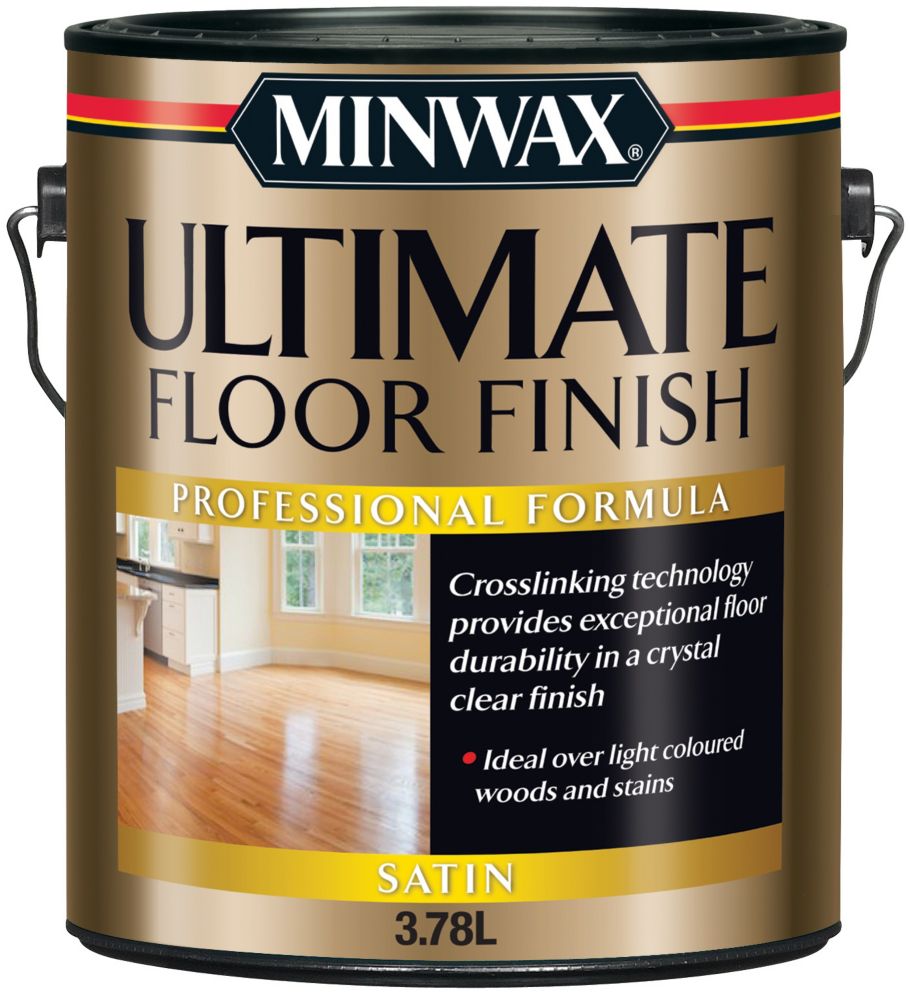 MINWAX®
ULTIMATE
FLOOR FINISH
PROFESSIONAL FORMULA
Crosslinking technology
provides exceptional floor
durability in a crystal
clear finish
• Ideal over light coloured
woods and stains
SATIN
3.78L